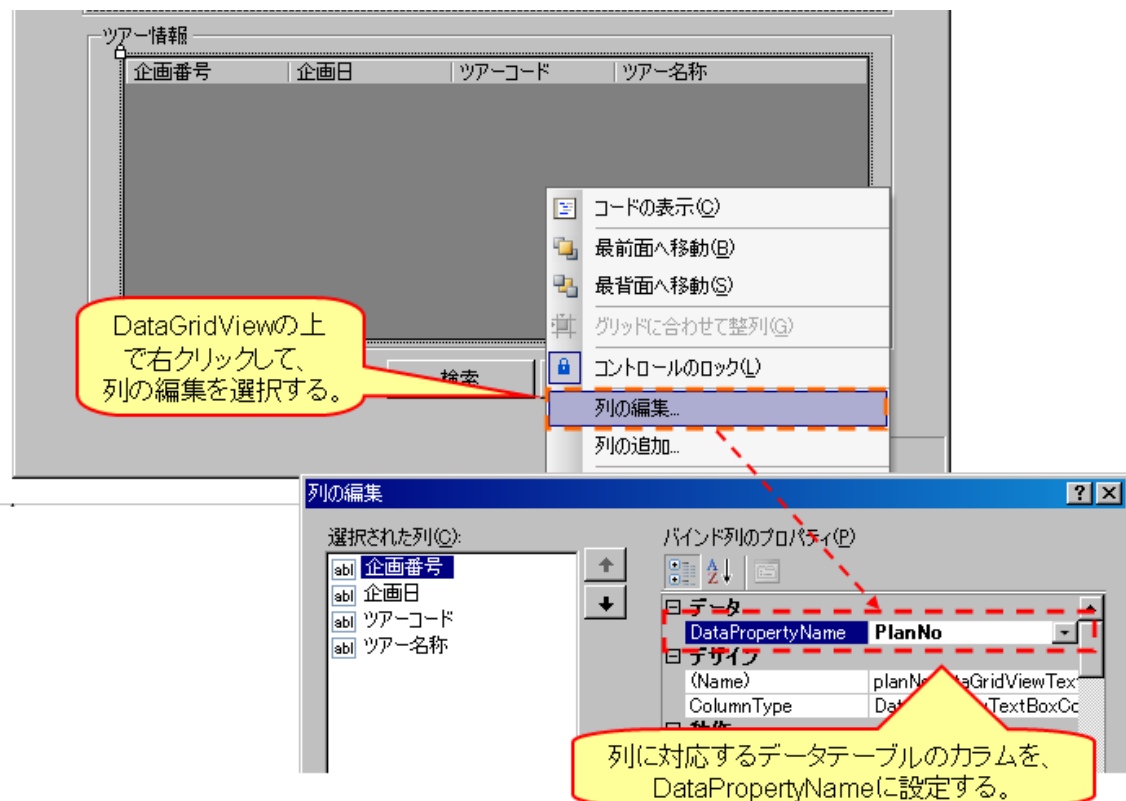 ツアー情報
企画番号 企画日 ツアーコード ツアー名称
コードの表示(C)
最前面へ移動(B)
最背面へ移動(S)
グリッドに合わせて整列(G)
コントロールのロック(L)
列の編集...
列の追加...
DataGridViewの上
で右クリックして、
列の編集を選択する。
検索
列の編集
選択された列(C):
企画番号
企画日
ツアーコード
ツアー名称
バインド列のプロパティ(P)
データ
DataPropertyName PlanNo
デザイン
(Name)
ColumnType
列に対応するデータテーブルのカラムを、
DataPropertyNameに設定する。